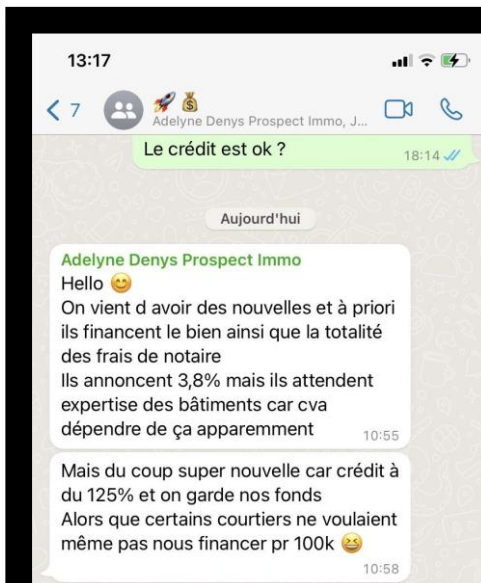 13:17
7
🚀💰
Adelyne Denys Prospect Immo, J...
Le crédit est ok ?
18:14
Aujourd'hui
Adelyne Denys Prospect Immo
Hello 😊
On vient d avoir des nouvelles et à priori
ils financent le bien ainsi que la totalité
des frais de notaire
Ils annoncent 3,8% mais ils attendent
expertise des bâtiments car cva
dépendre de ça apparemment
10:55
Mais du coup super nouvelle car crédit à
du 125% et on garde nos fonds
Alors que certains courtiers ne voulaient
même pas nous financer pr 100k 😆
10:58